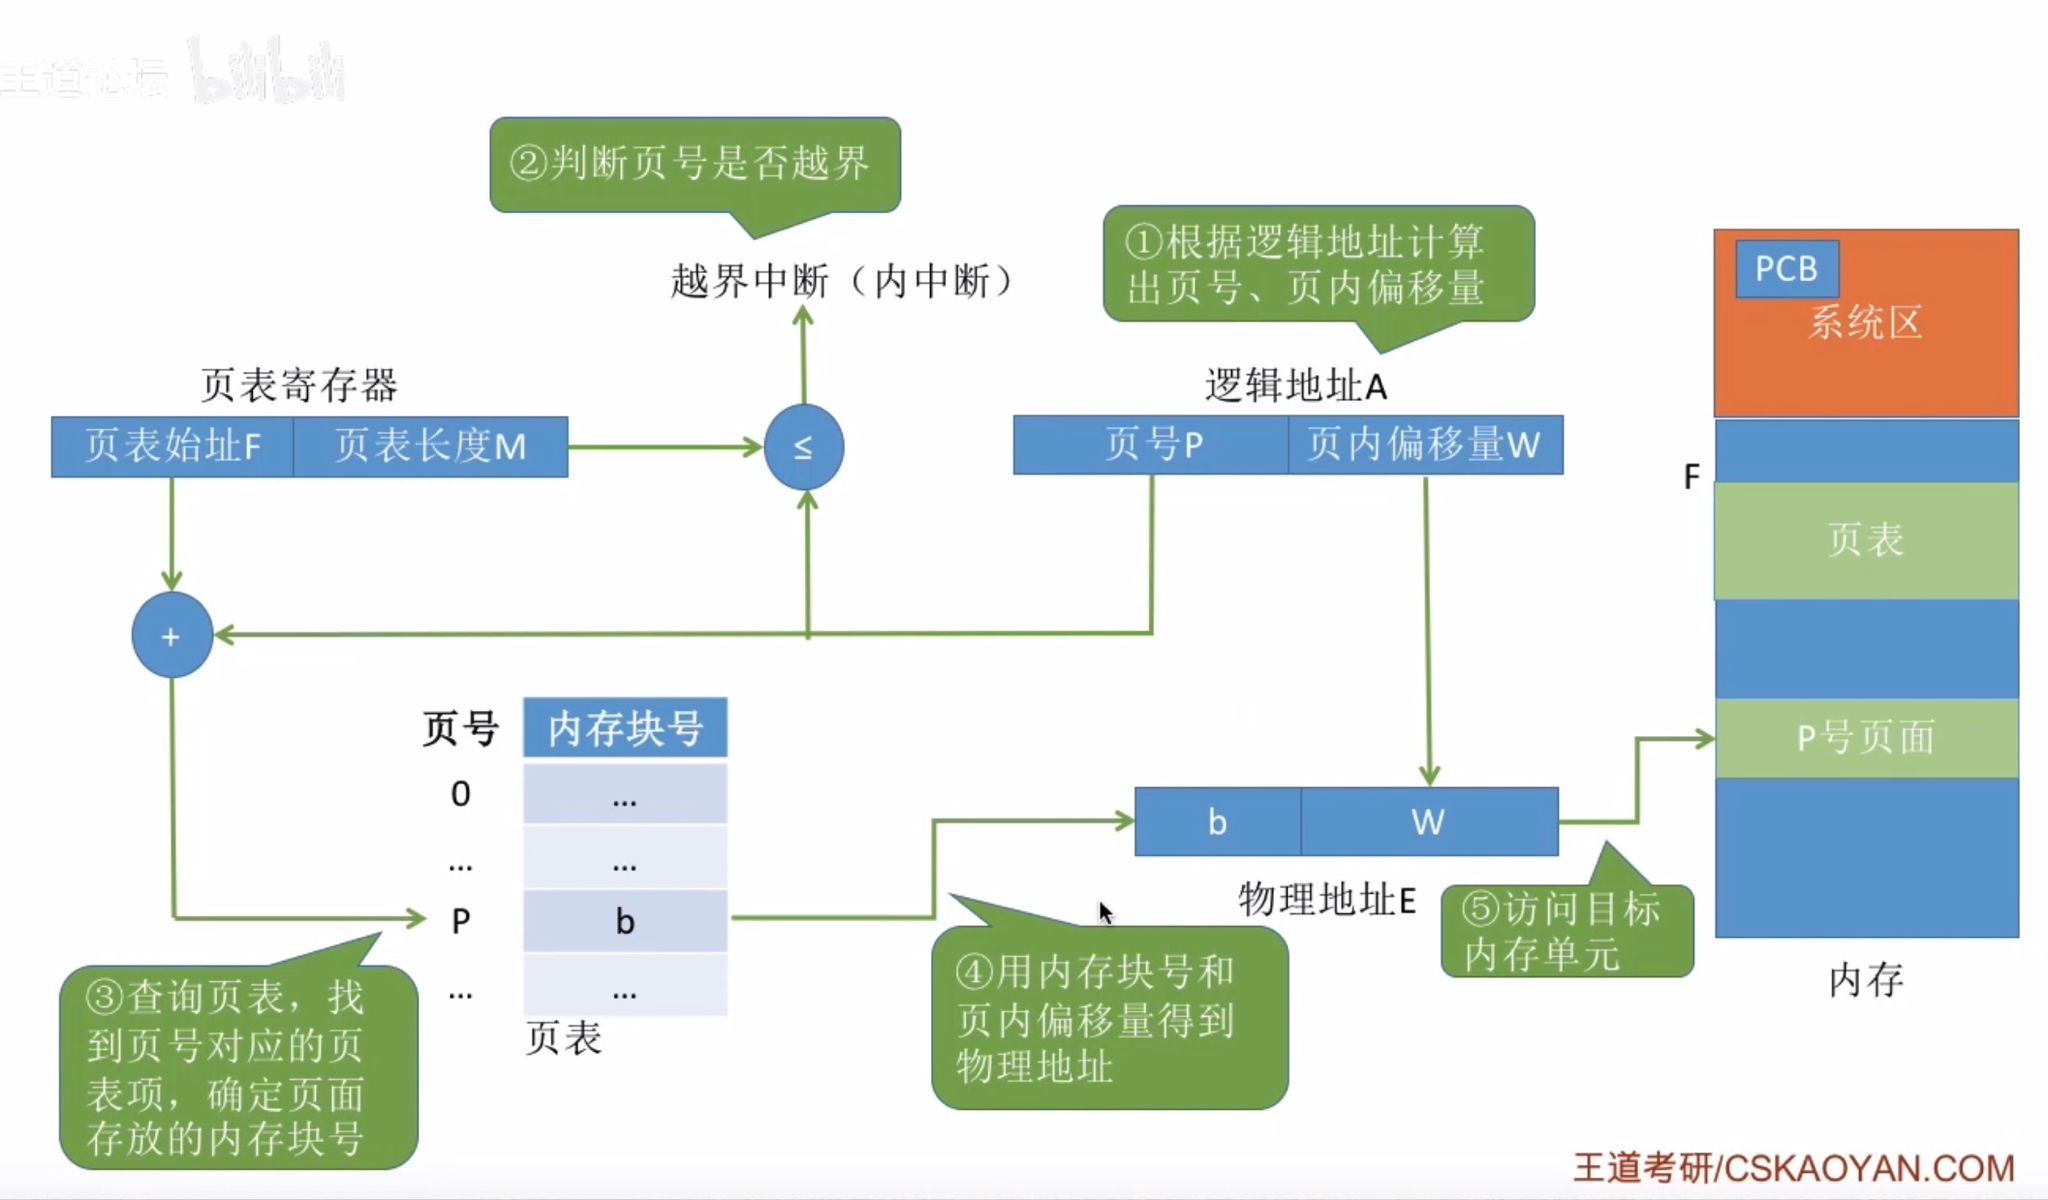 王道论坛 bilibili
②判断页号是否越界
①根据逻辑地址计算
出页号、页内偏移量
越界中断（内中断）
PCB
系统区
页表寄存器
逻辑地址A
页表始址F
页表长度M
≤
页号P
页内偏移量W
F
页表
+
页号
内存块号
P号页面
0
...
...
...
b
W
P
b
物理地址E
⑤访问目标
内存单元
④用内存块号和
页内偏移量得到
物理地址
③查询页表，找
到页号对应的页
表项，确定页面
存放的内存块号
...
...
页表
内存
王道考研/CSKAOYAN.COM